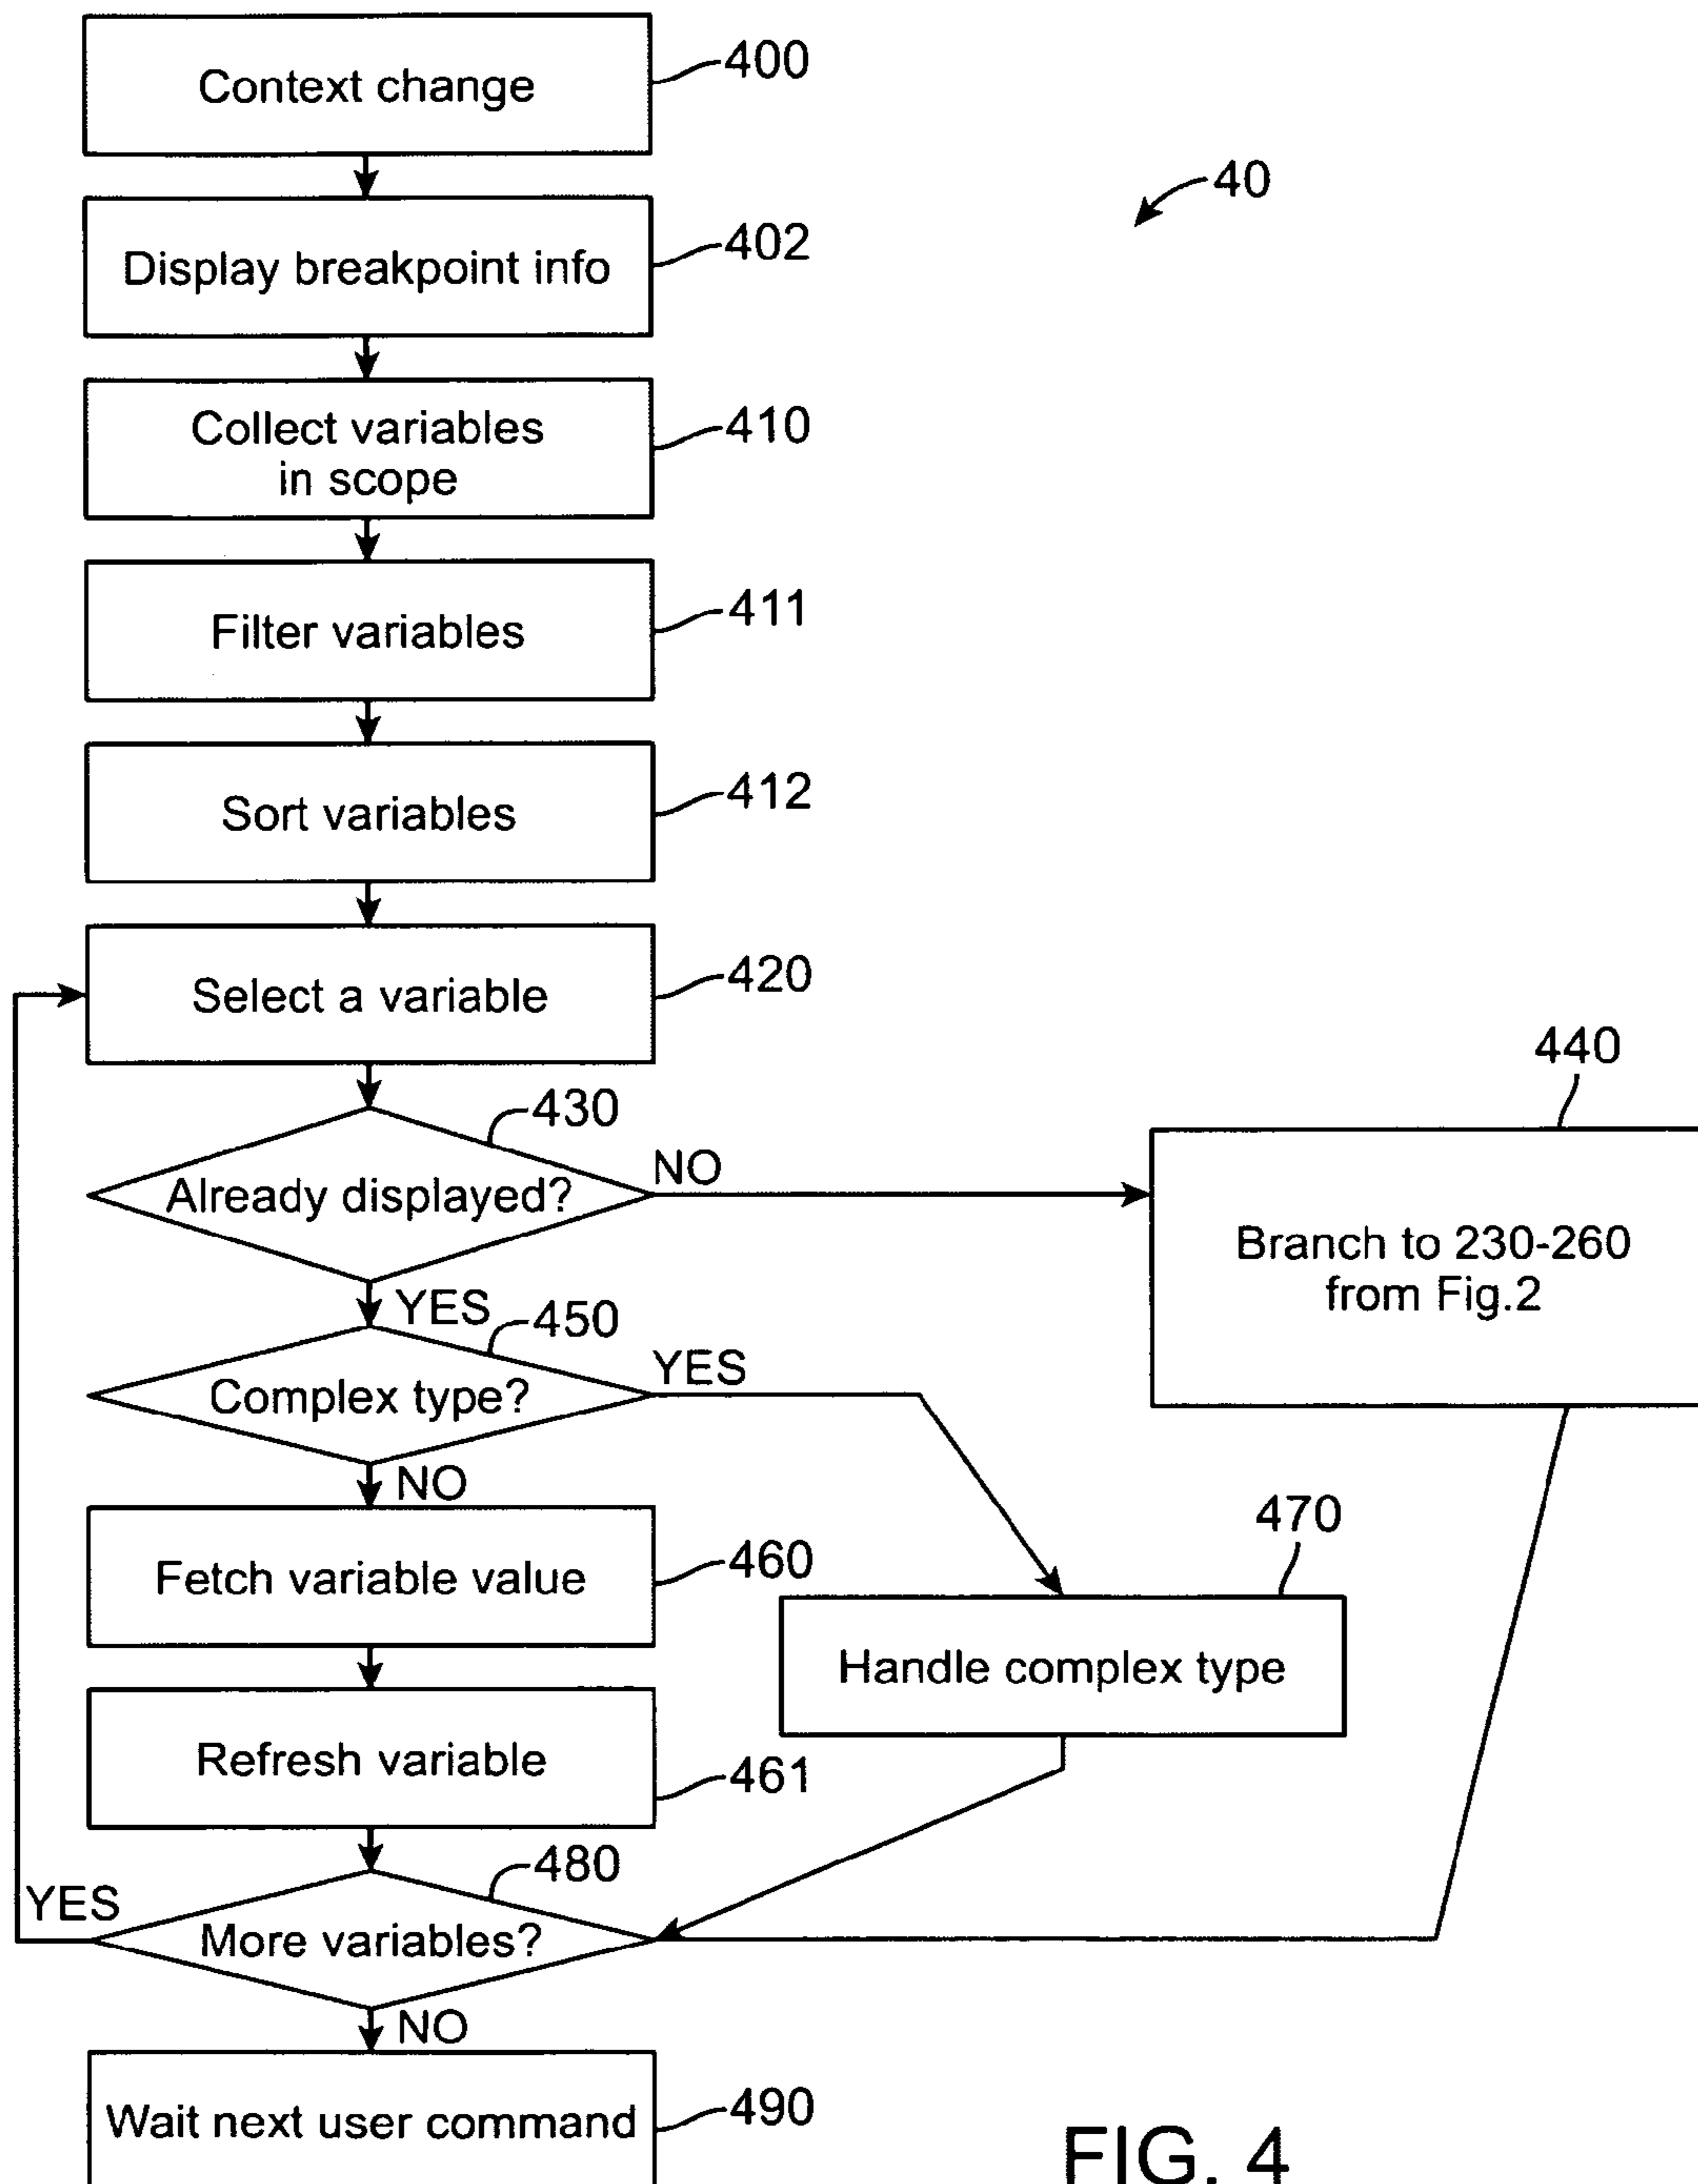 Context change
400
40
Display breakpoint info
402
Collect variables
in scope
410
Filter variables
411
Sort variables
412
Select a variable
420
430
Already displayed?
NO
440
Branch to 230-260
from Fig.2
YES
450
Complex type?
YES
NO
Fetch variable value
460
470
Handle complex type
Refresh variable
461
480
YES
More variables?
NO
Wait next user command
490
FIG. 4